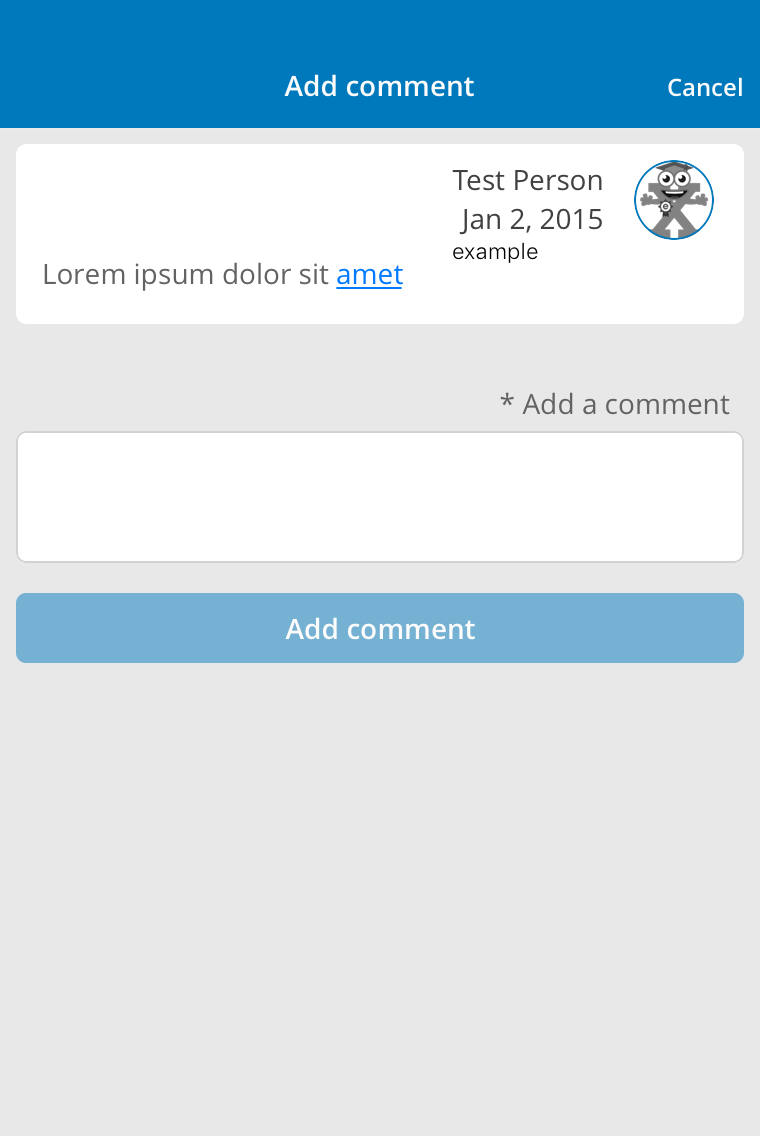 Add comment
Cancel
Test Person
Jan 2, 2015
example
Lorem ipsum dolor sit amet
* Add a comment
Add comment